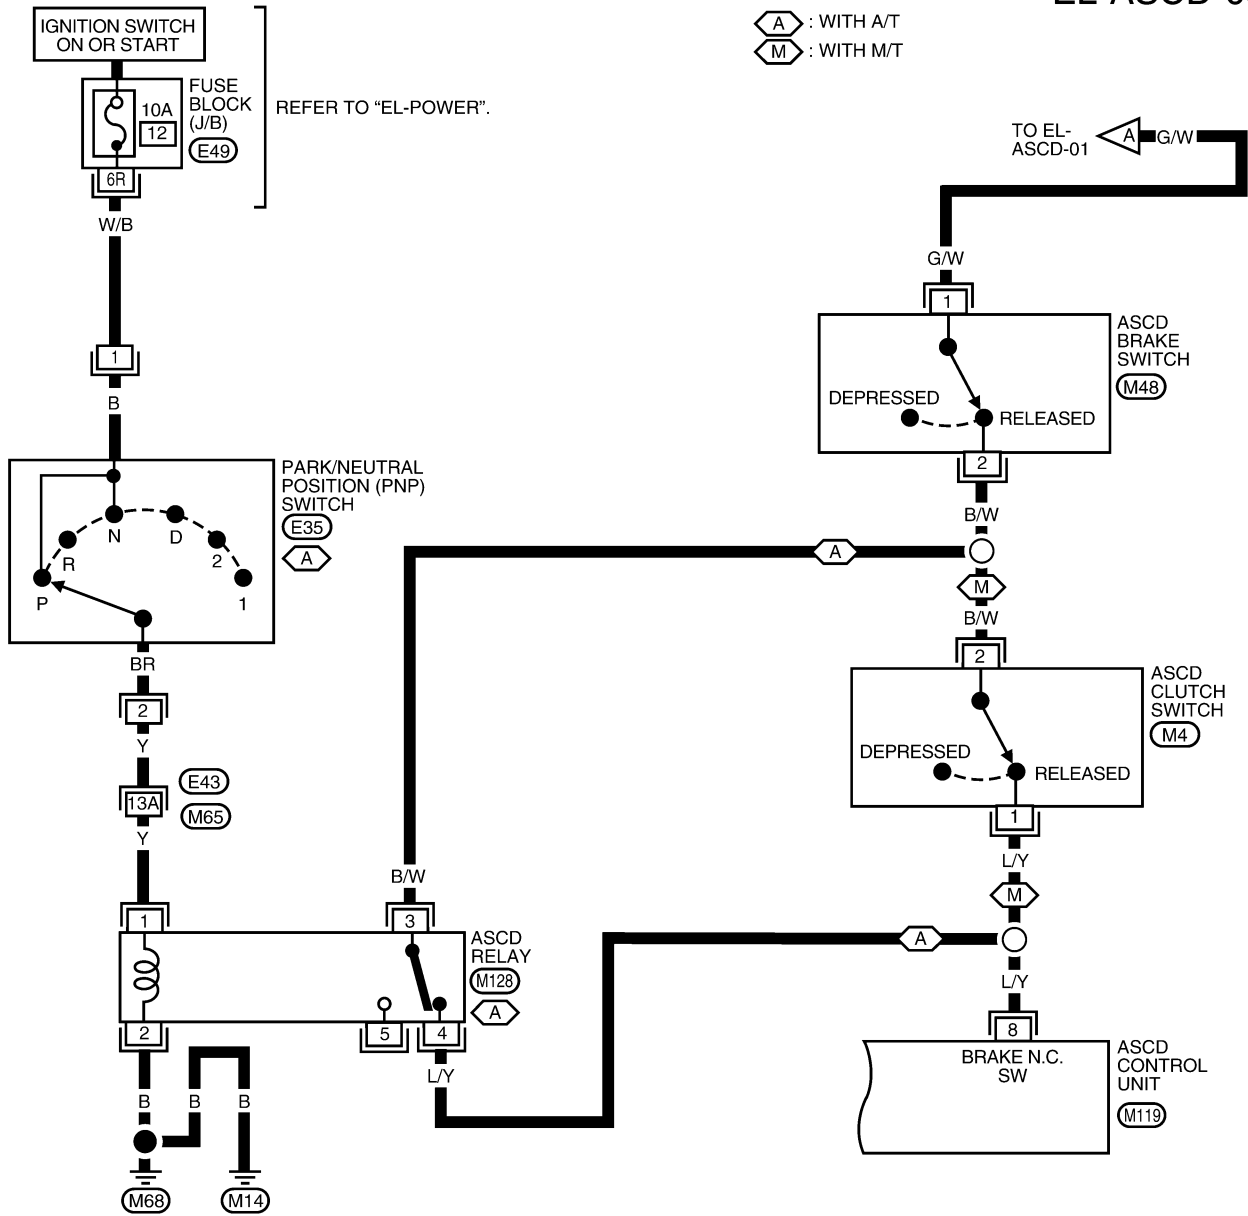 IGNITION SWITCH
ON OR START
FUSE
BLOCK
(J/B)
E49
10A
12
6R
REFER TO “EL-POWER”.
A : WITH A/T
M : WITH M/T
TO EL-
ASCD-01
A
G/W
W/B
G/W
1
B
1
ASCD
BRAKE
SWITCH
M48
DEPRESSED
RELEASED
2
B/W
PARK/NEUTRAL
POSITION (PNP)
SWITCH
E35
A
P
R
N
D
2
1
A
M
B/W
BR
2
Y
E43
13A
M65
Y
2
ASCD
CLUTCH
SWITCH
M4
DEPRESSED
RELEASED
1
L/Y
M
A
L/Y
B/W
1
3
ASCD
RELAY
M128
A
2
5
4
L/Y
8
BRAKE N.C.
SW
ASCD
CONTROL
UNIT
M119
B
B
B
M68
M14